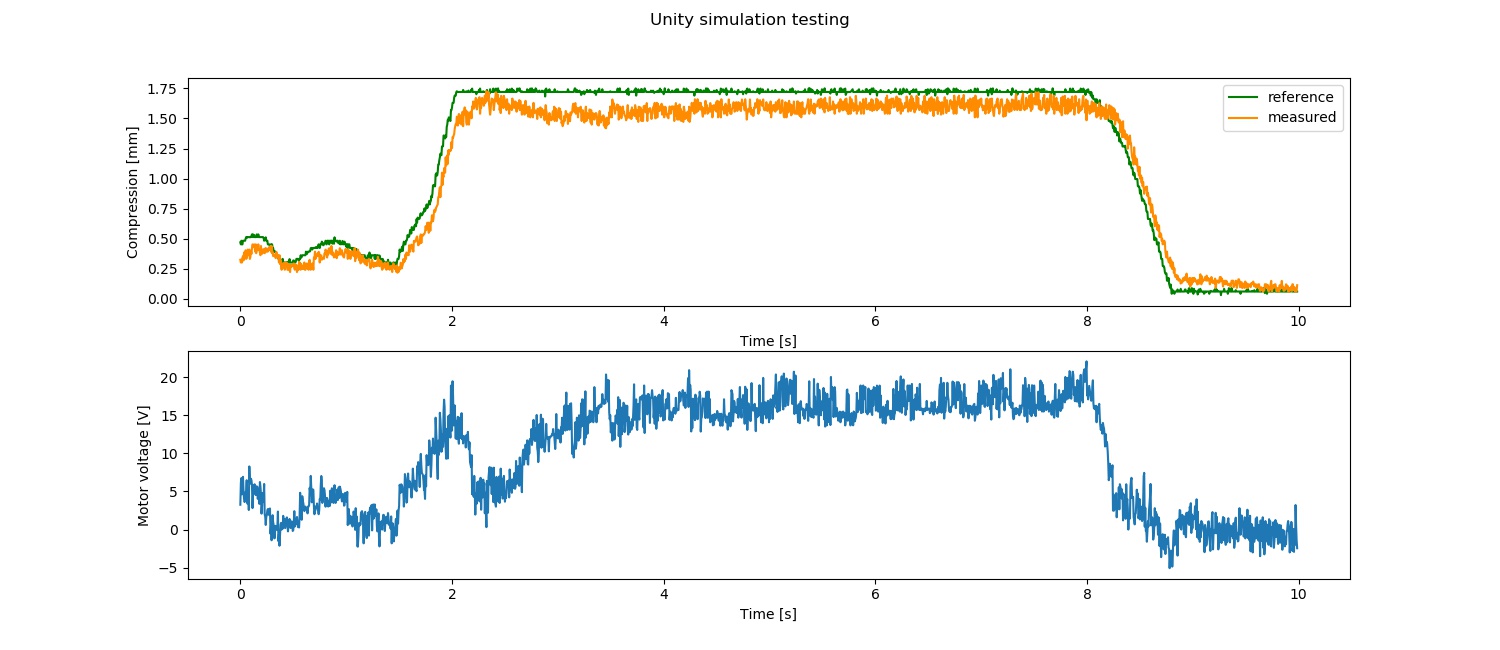 Unity simulation testing
1.75
1.50
1.25
1.00
0.75
0.50
0.25
0.00
Compression [mm]
reference
measured
0 2 4 6 8 10
Time [s]
20
15
10
5
0
−5
Motor voltage [V]
0 2 4 6 8 10
Time [s]